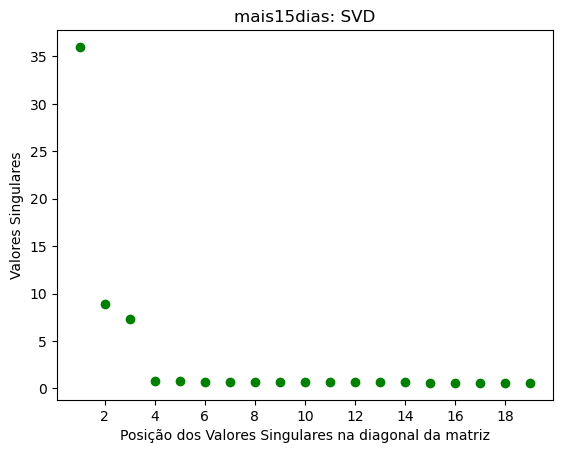 mais15dias: SVD
Valores Singulares
35
30
25
20
15
10
5
0
2 4 6 8 10 12 14 16 18
Posição dos Valores Singulares na diagonal da matriz